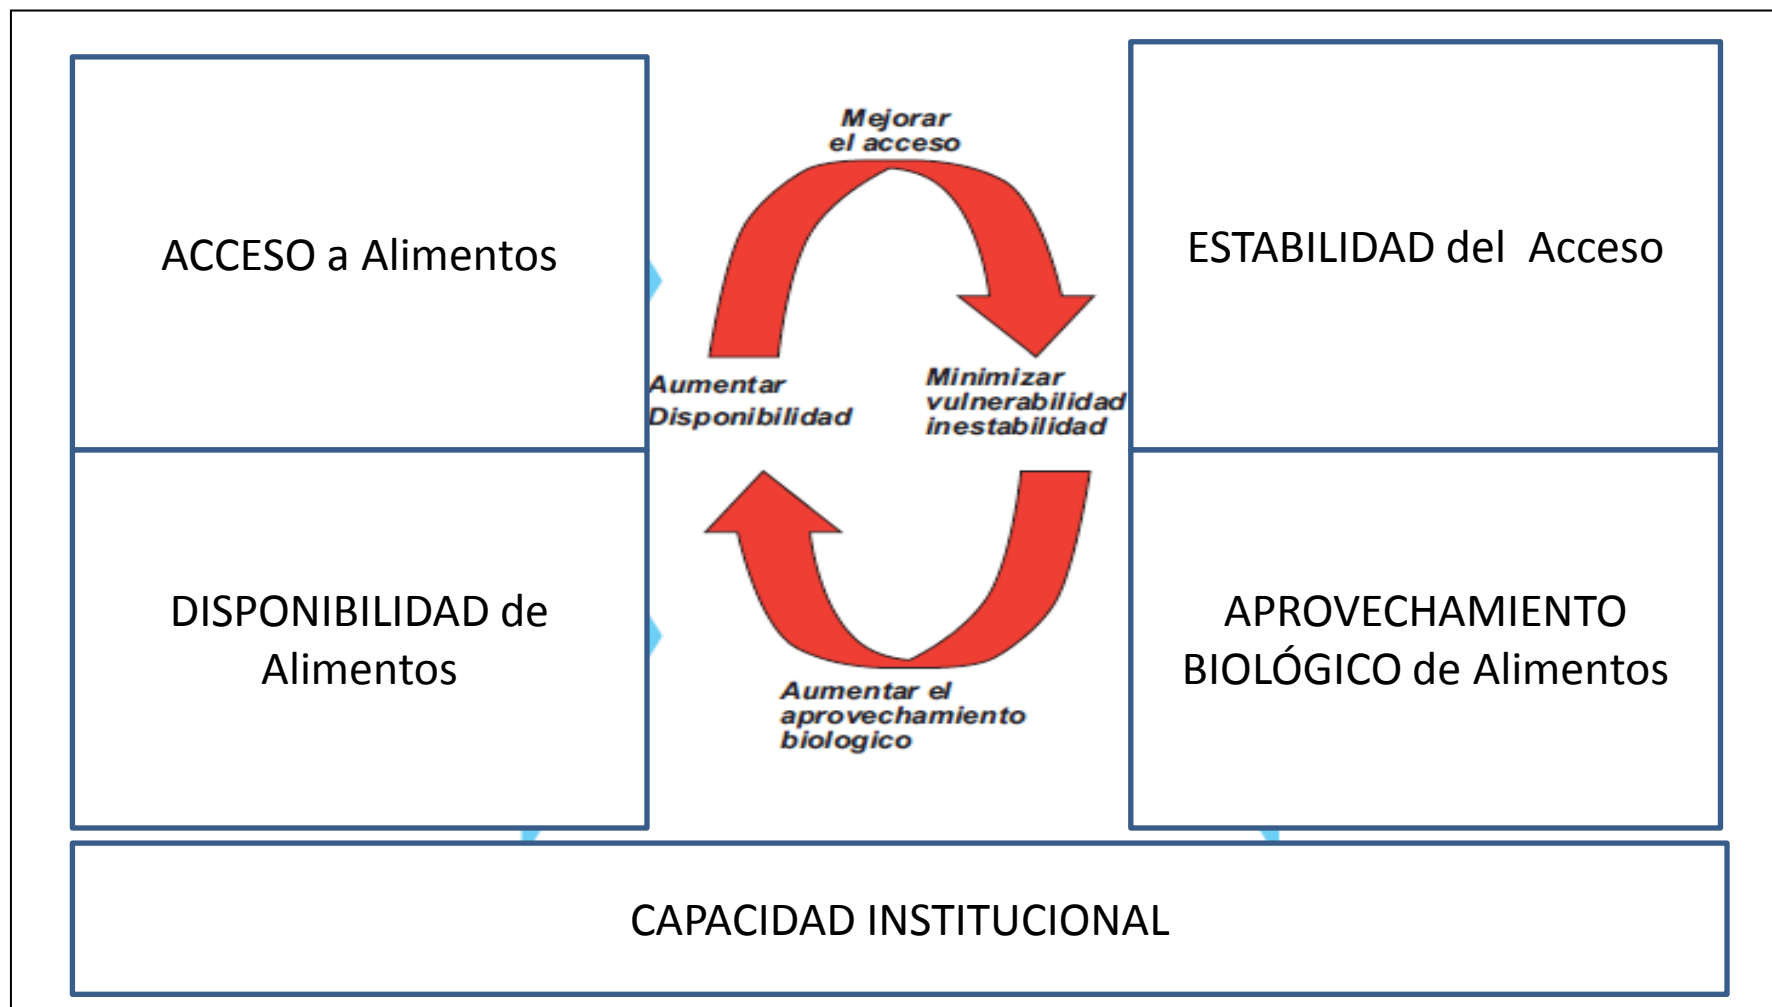 ACCESO a Alimentos
Mejorar
el acceso
ESTABILIDAD del Acceso
Aumentar
Disponibilidad
Minimizar
vulnerabilidad
inestabilidad
DISPONIBILIDAD de
Alimentos
Aumentar el
aprovechamiento
biologico
APROVECHAMIENTO
BIOLÓGICO de Alimentos
CAPACIDAD INSTITUCIONAL